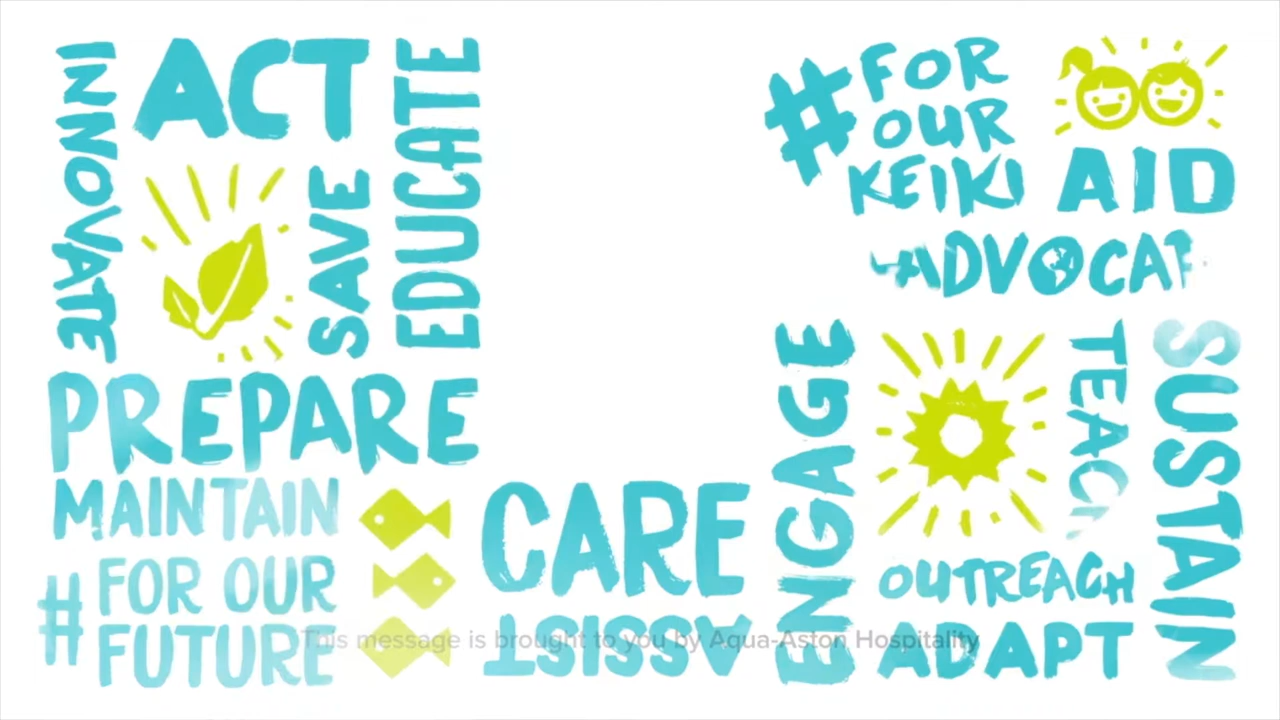 INNOVATE
ACT
EDUCATE
SAVE
PREPARE
MAINTAIN
# FOR OUR
FUTURE
CARE
ASSIST
# FOR
OUR
KEIKI
AID
ADVOCAT
ENGAGE
TEACH
SUSTAIN
OUTREACH
ADAPT
This message is brought to you by Aqua-Aston Hospitality